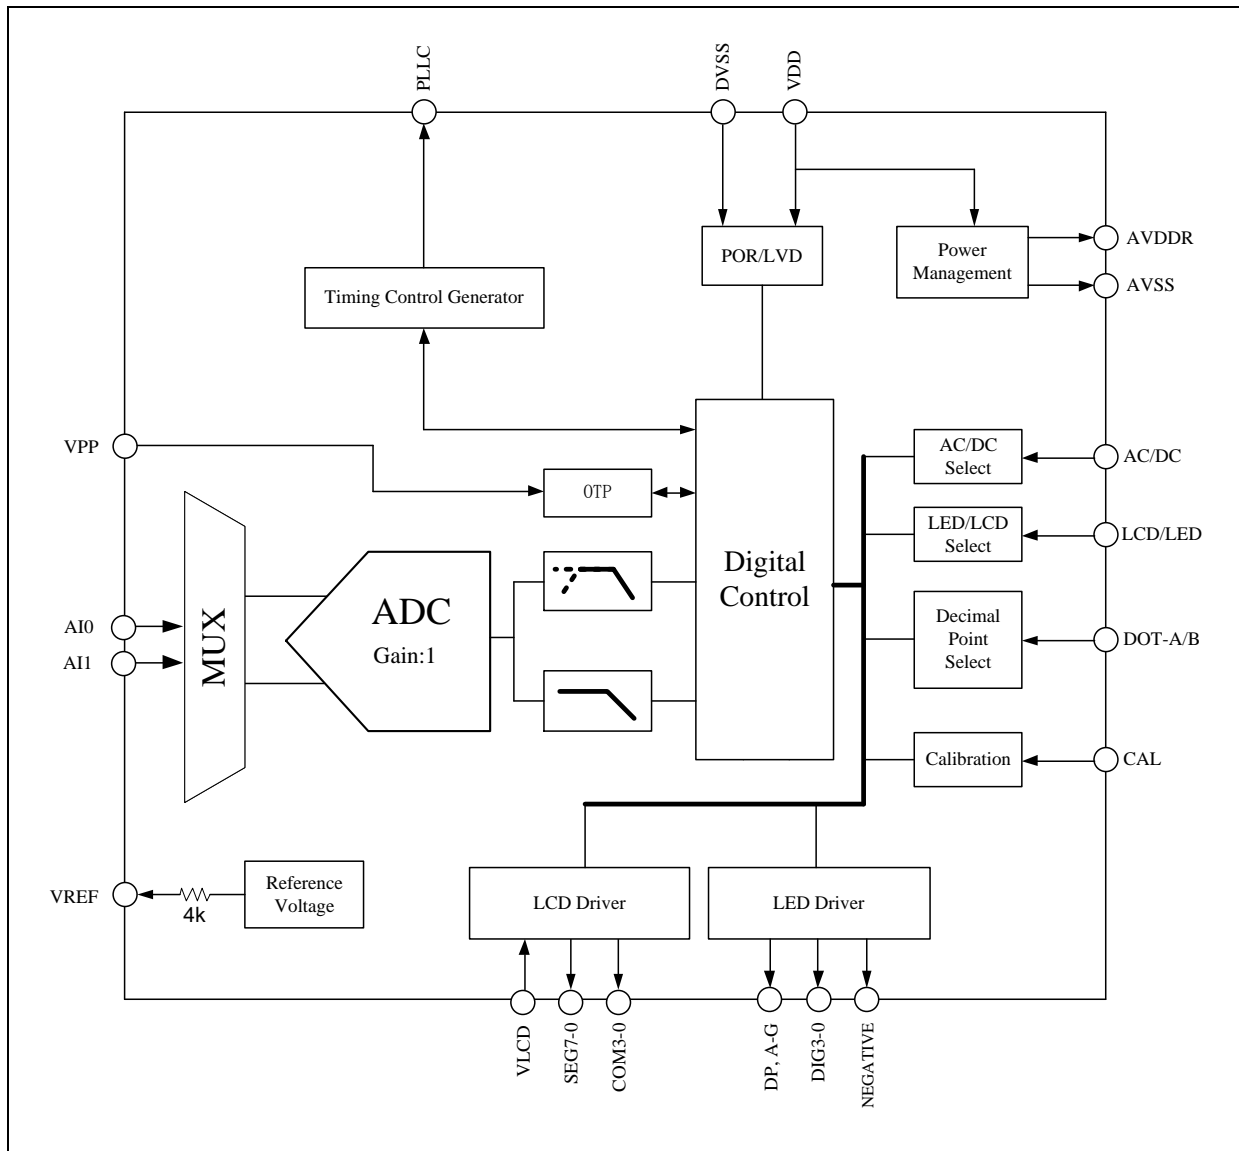 PLLC
DVSS
VDD
POR/LVD
Power
Management
AVDDR
AVSS
Timing Control Generator
VPP
OTP
AC/DC
Select
AC/DC
LED/LCD
Select
LCD/LED
Digital
Control
MUX
ADC
Gain:1
AI0
AI1
Decimal
Point
Select
DOT-A/B
Calibration
CAL
VREF
4k
Reference
Voltage
LCD Driver
LED Driver
VLCD
SEG7-0
COM3-0
DP, A-G
DIG3-0
NEGATIVE